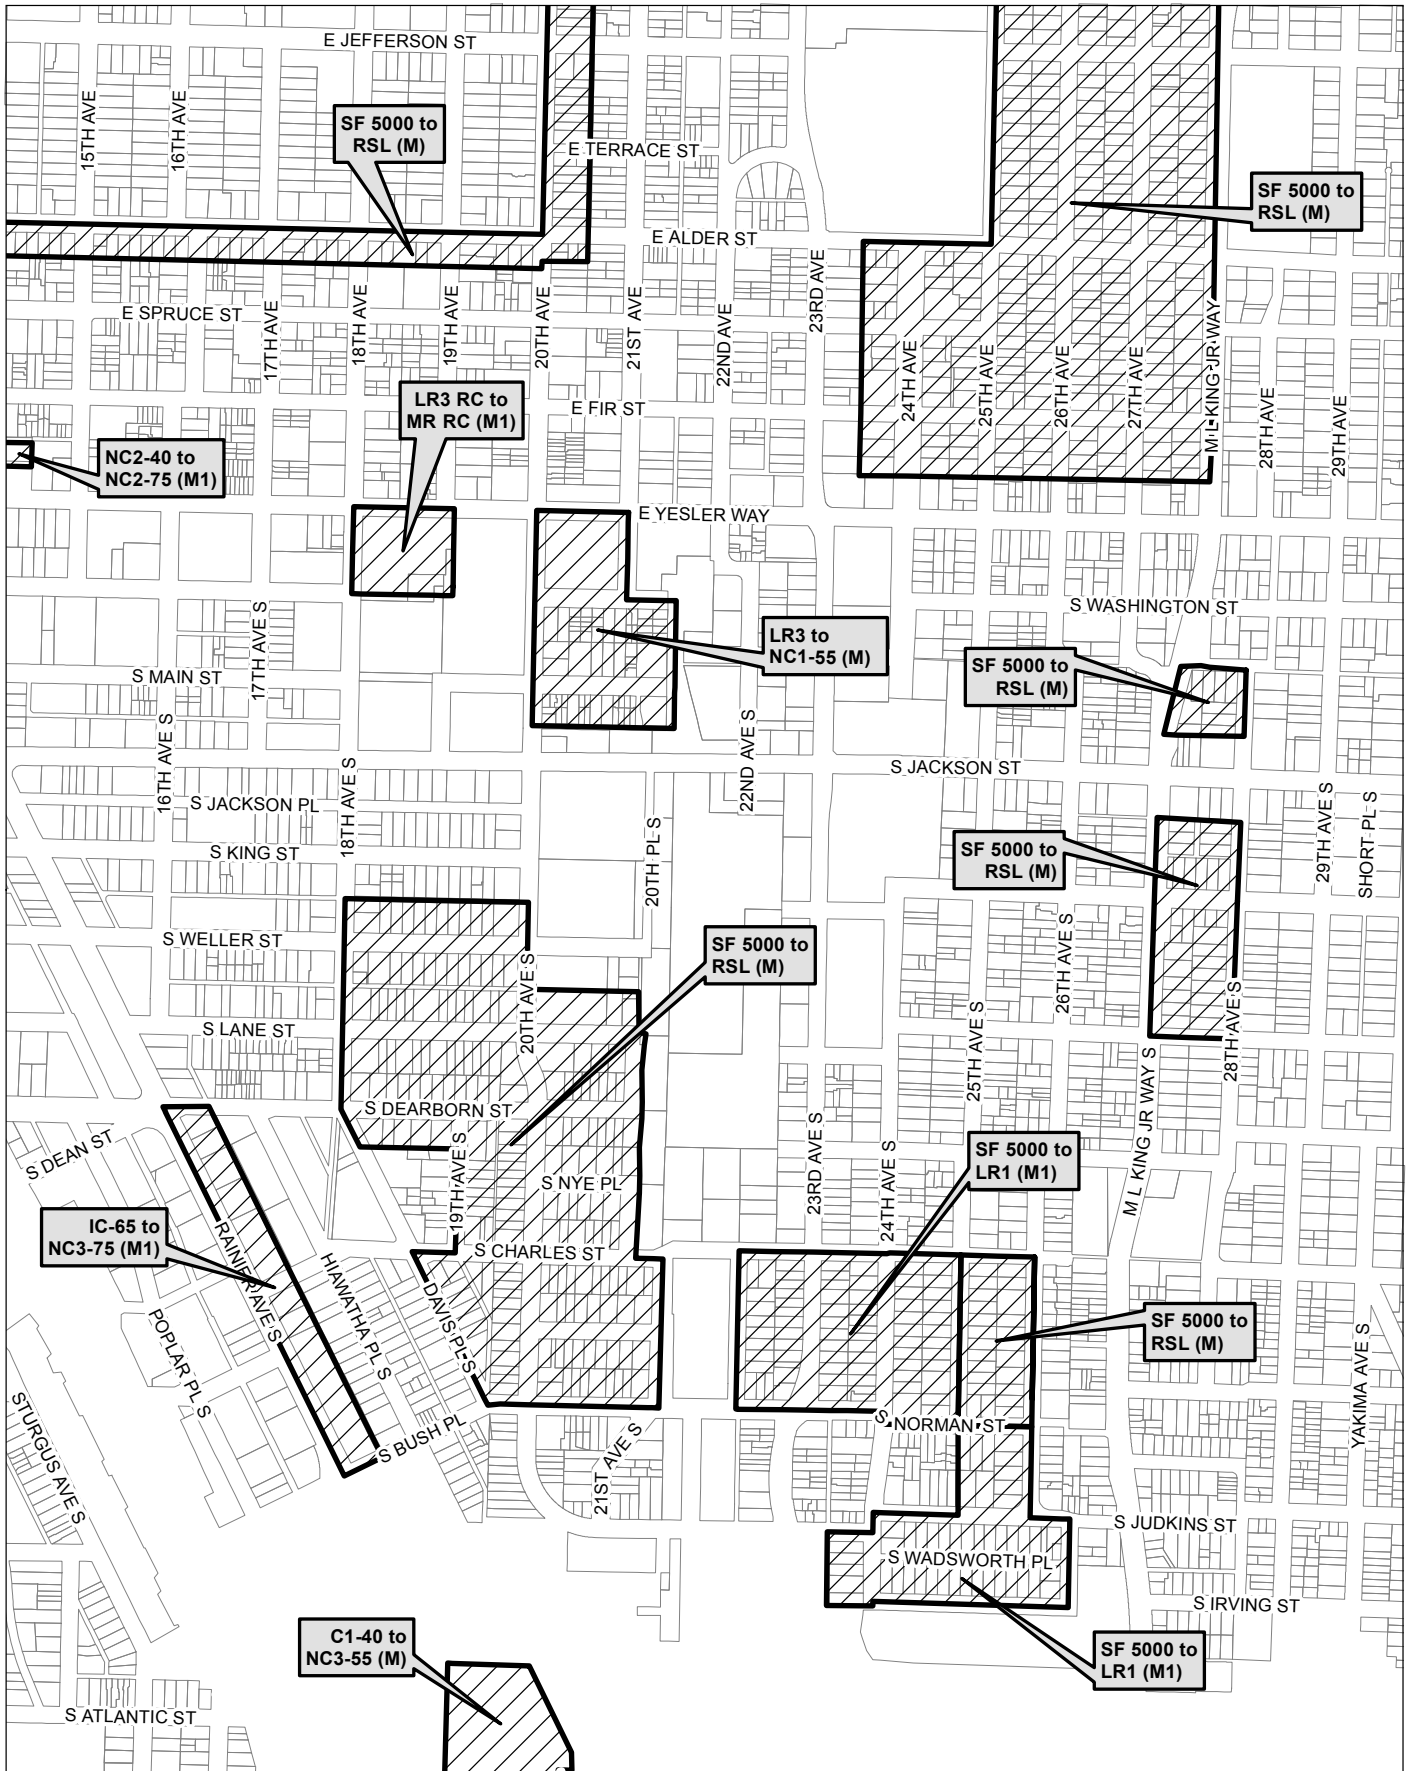 E JEFFERSON ST
15TH AVE
16TH AVE
SF 5000 to
RSL (M)
E TERRACE ST
SF 5000 to
RSL (M)
E ALDER ST
23RD AVE
E SPRUCE ST
17TH AVE
18TH AVE
19TH AVE
20TH AVE
21ST AVE
22ND AVE
24TH AVE
25TH AVE
26TH AVE
27TH AVE
M L KING JR WAY
28TH AVE
29TH AVE
LR3 RC to
MR RC (M1)
E FIR ST
NC2-40 to
NC2-75 (M1)
E YESLER WAY
S WASHINGTON ST
17TH AVE S
LR3 to
NC1-55 (M)
SF 5000 to
RSL (M)
S MAIN ST
16TH AVE S
22ND AVE S
S JACKSON ST
18TH AVE S
S JACKSON PL
29TH AVE S
SHORT PL S
20TH PL S
S KING ST
SF 5000 to
RSL (M)
S WELLER ST
26TH AVE S
SF 5000 to
RSL (M)
20TH AVE S
S LANE ST
25TH AVE S
28TH AVE S
M L KING JR WAY S
S DEARBORN ST
23RD AVE S
24TH AVE S
S DEAN ST
19TH AVE S
SF 5000 to
LR1 (M1)
S NYE PL
IC-65 to
NC3-75 (M1)
S CHARLES ST
RAINIER AVE S
HIAWATHA PL S
DAVIS PL S
POPLAR PL S
SF 5000 to
RSL (M)
YAKIMA AVE S
STURGUS AVE S
S BUSH PL
21ST AVE S
S NORMAN ST
S JUDKINS ST
S WADSWORTH PL
S IRVING ST
C1-40 to
NC3-55 (M)
SF 5000 to
LR1 (M1)
S ATLANTIC ST